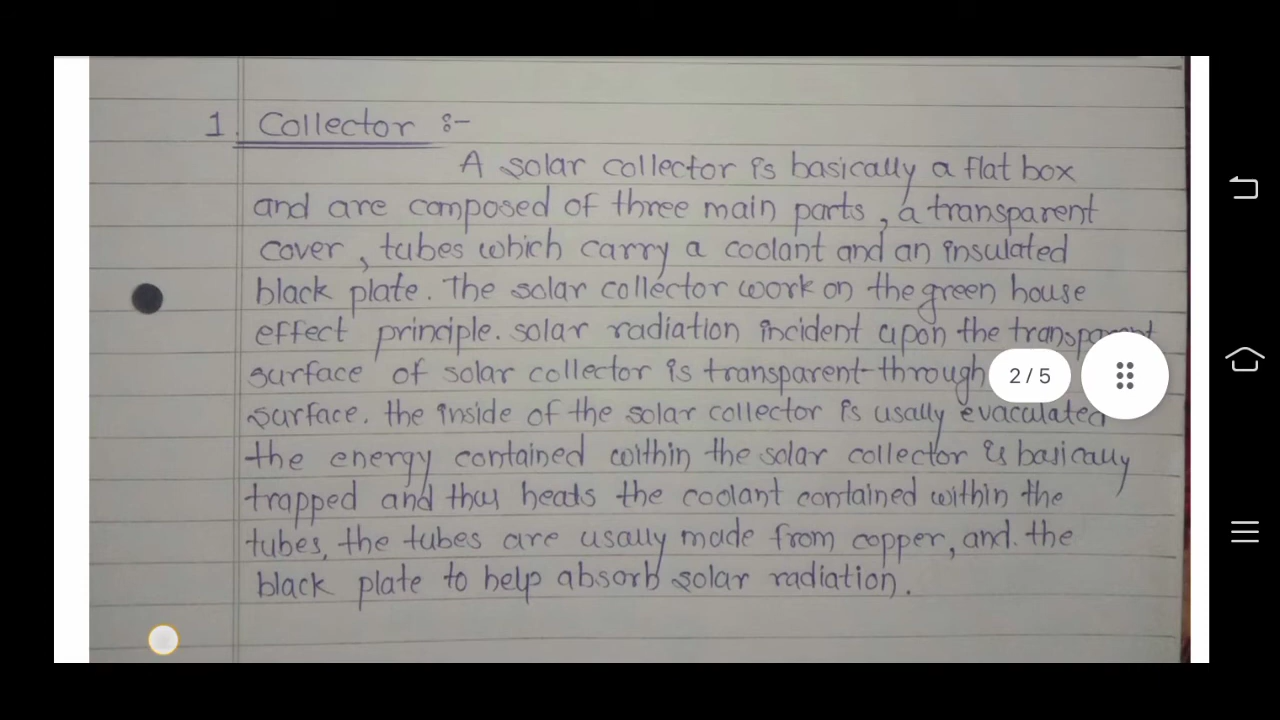 1. Collector :-
A solar collector is basically a flat box
and are composed of three main parts, a transparent
cover, tubes which carry a coolant and an insulated
black plate. The solar collector work on the green house
effect principle. solar radiation incident upon the
surface of solar collector is transparent through
2/5
surface. the inside of the solar collector is usally evaculated
the energy contained within the solar collector is basically
trapped and thus heats the coolant contained within the
tubes, the tubes are usally made from copper, and. the
black plate to help absorb solar radiation.